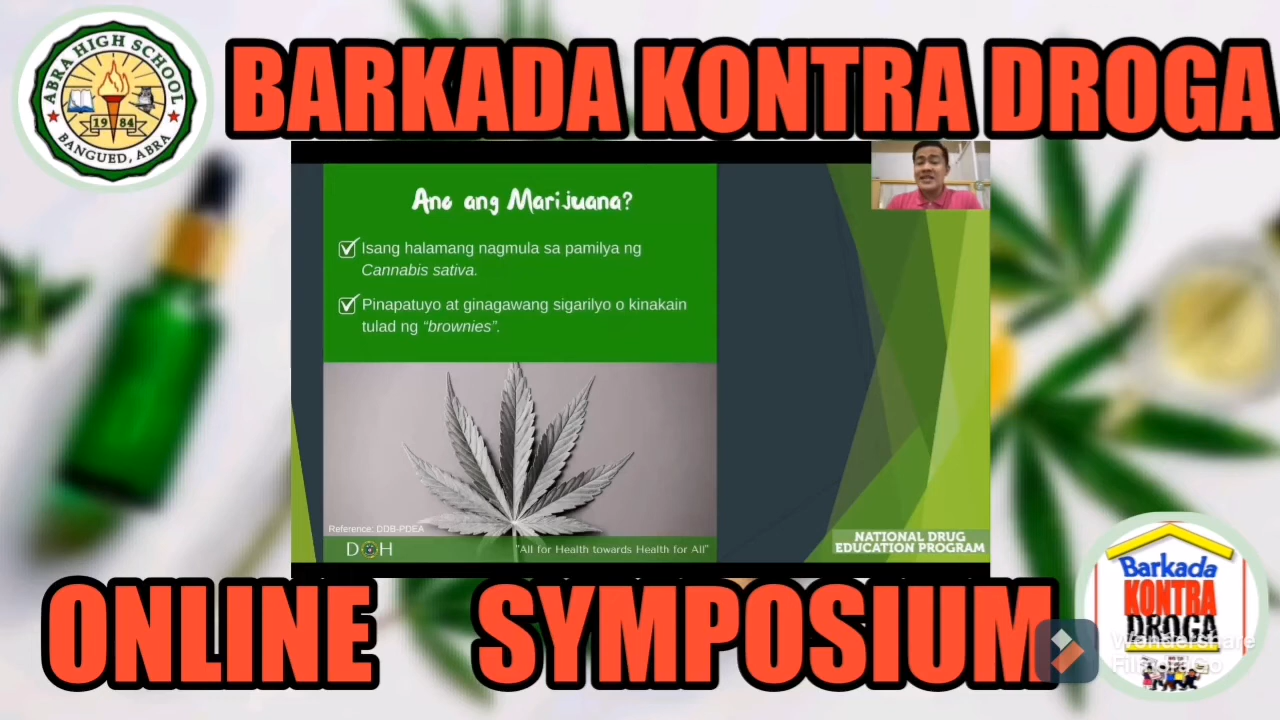 BARKADA KONTRA DROGA
ABRA HIGH SCHOOL
1984
BANGUED, ABRA
Ano ang Marijuana?
Isang halamang nagmula sa pamilya ng
Cannabis sativa.
Pinapatuyo at ginagawang sigarilyo o kinakain
tulad ng “brownies”.
Reference: DDB-PDEA
DOH
"All for Health towards Health for All"
NATIONAL DRUG
EDUCATION PROGRAM
ONLINE SYMPOSIUM
Barkada
KONTRA
DROGA
Wondershare
FilmoraGo